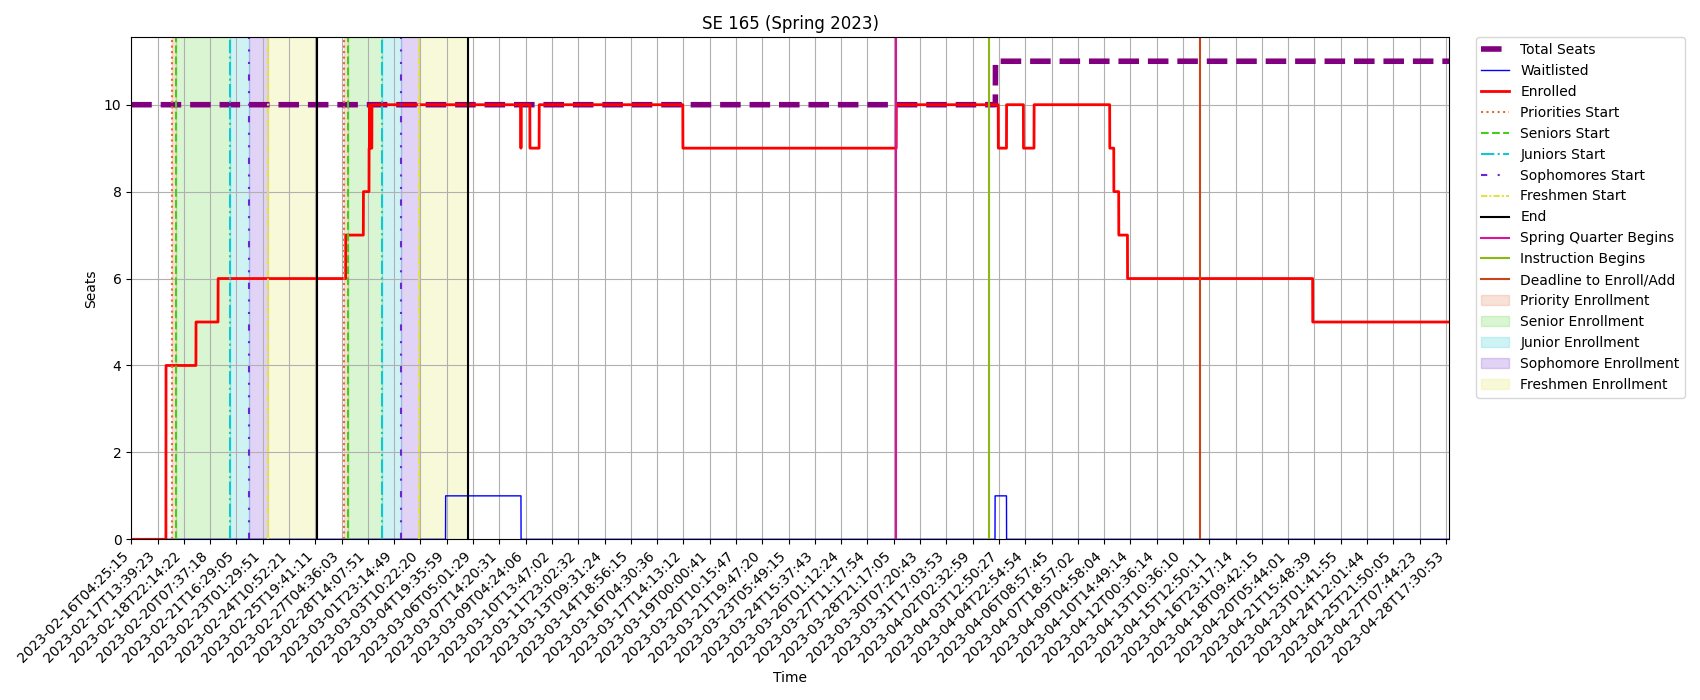 SE 165 (Spring 2023)
Seats
10
8
6
4
2
0
2023-02-16T04:25:15
2023-02-17T13:39:23
2023-02-18T22:14:22
2023-02-20T07:37:18
2023-02-21T16:29:05
2023-02-23T01:29:51
2023-02-24T10:52:21
2023-02-25T19:41:11
2023-02-27T04:36:03
2023-02-28T14:07:51
2023-03-01T23:14:49
2023-03-03T10:22:20
2023-03-04T19:35:59
2023-03-06T05:01:29
2023-03-07T14:20:31
2023-03-09T04:24:06
2023-03-10T13:47:02
2023-03-11T23:02:32
2023-03-13T09:31:24
2023-03-14T18:56:15
2023-03-16T04:30:36
2023-03-17T14:13:12
2023-03-19T00:00:41
2023-03-20T10:15:47
2023-03-21T19:47:20
2023-03-23T05:49:15
2023-03-24T15:37:43
2023-03-26T01:12:24
2023-03-27T11:17:54
2023-03-28T21:17:05
2023-03-30T07:20:43
2023-03-31T17:03:53
2023-04-02T02:32:59
2023-04-03T12:50:27
2023-04-04T22:54:54
2023-04-06T08:57:45
2023-04-07T18:57:02
2023-04-09T04:58:04
2023-04-10T14:49:14
2023-04-12T00:36:14
2023-04-13T10:36:10
2023-04-15T12:50:11
2023-04-16T23:17:14
2023-04-18T09:42:15
2023-04-20T05:44:01
2023-04-21T15:48:39
2023-04-23T01:41:55
2023-04-24T12:01:44
2023-04-25T21:50:05
2023-04-27T07:44:23
2023-04-28T17:30:53
Time
Total Seats
Waitlisted
Enrolled
Priorities Start
Seniors Start
Juniors Start
Sophomores Start
Freshmen Start
End
Spring Quarter Begins
Instruction Begins
Deadline to Enroll/Add
Priority Enrollment
Senior Enrollment
Junior Enrollment
Sophomore Enrollment
Freshmen Enrollment